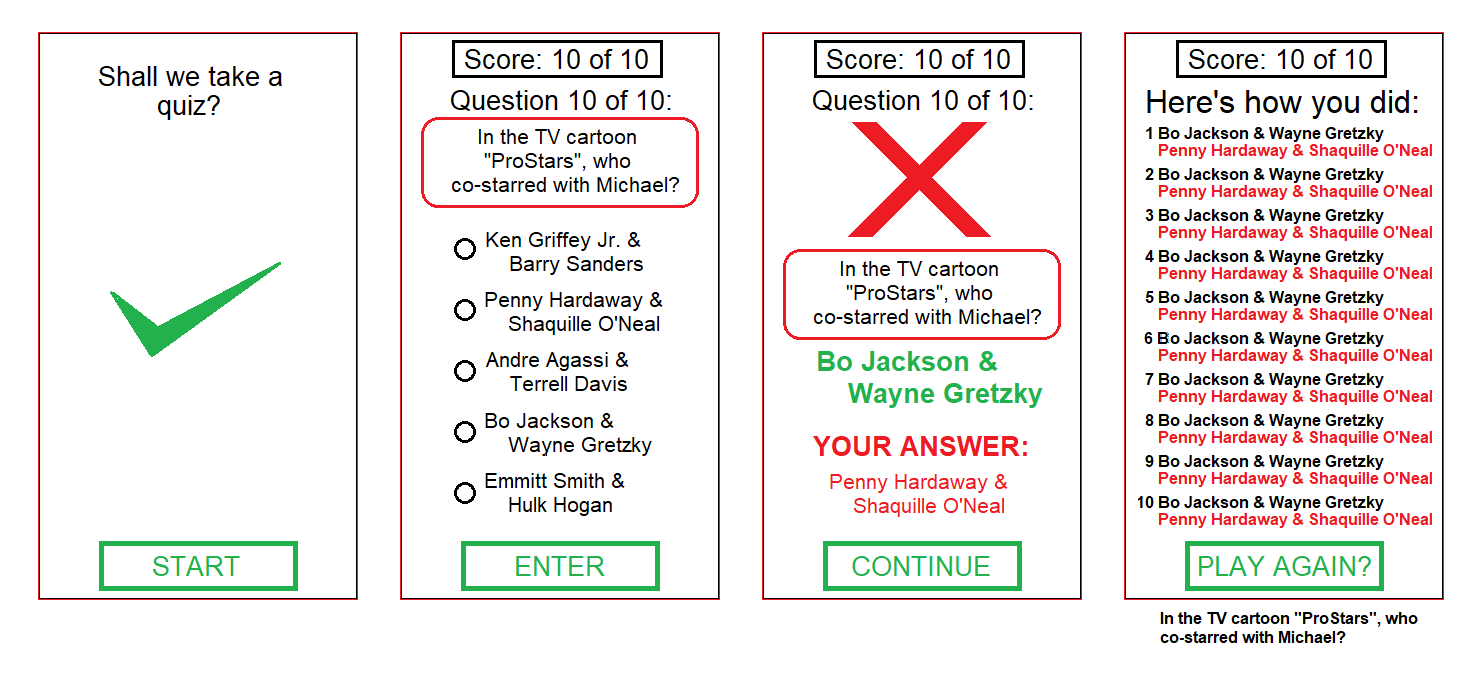 Shall we take a
quiz?
START
Score: 10 of 10
Question 10 of 10:
In the TV cartoon
"ProStars", who
co-starred with Michael?
Ken Griffey Jr. &
Barry Sanders
Penny Hardaway &
Shaquille O'Neal
Andre Agassi &
Terrell Davis
Bo Jackson &
Wayne Gretzky
Emmitt Smith &
Hulk Hogan
ENTER
Score: 10 of 10
Question 10 of 10:
In the TV cartoon
"ProStars", who
co-starred with Michael?
Bo Jackson &
Wayne Gretzky
YOUR ANSWER:
Penny Hardaway &
Shaquille O'Neal
CONTINUE
Score: 10 of 10
Here's how you did:
1 Bo Jackson & Wayne Gretzky
Penny Hardaway & Shaquille O'Neal
2 Bo Jackson & Wayne Gretzky
Penny Hardaway & Shaquille O'Neal
3 Bo Jackson & Wayne Gretzky
Penny Hardaway & Shaquille O'Neal
4 Bo Jackson & Wayne Gretzky
Penny Hardaway & Shaquille O'Neal
5 Bo Jackson & Wayne Gretzky
Penny Hardaway & Shaquille O'Neal
6 Bo Jackson & Wayne Gretzky
Penny Hardaway & Shaquille O'Neal
7 Bo Jackson & Wayne Gretzky
Penny Hardaway & Shaquille O'Neal
8 Bo Jackson & Wayne Gretzky
Penny Hardaway & Shaquille O'Neal
9 Bo Jackson & Wayne Gretzky
Penny Hardaway & Shaquille O'Neal
10 Bo Jackson & Wayne Gretzky
Penny Hardaway & Shaquille O'Neal
PLAY AGAIN?
In the TV cartoon "ProStars", who
co-starred with Michael?